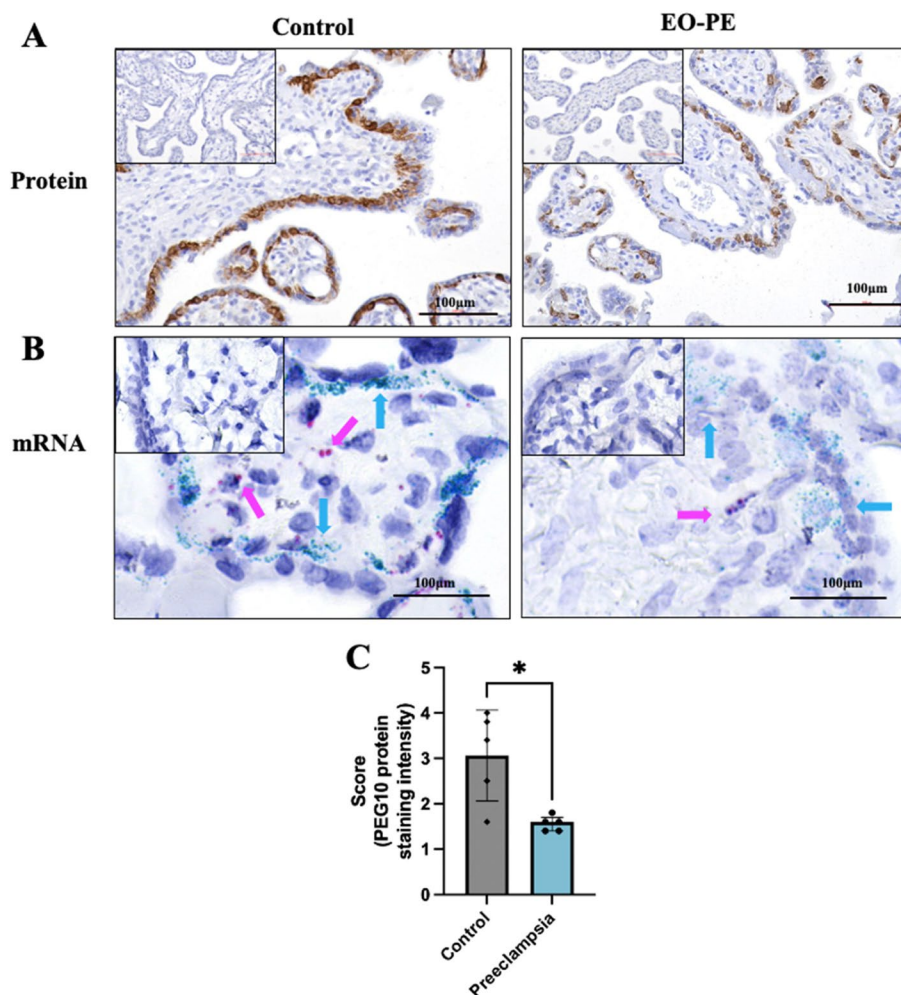 A
Control
EO-PE
Protein
100μm
100μm
B
mRNA
100μm
100μm
C
5
4
3
2
1
0
Score
(PEG10 protein
staining intensity)
*
Control
Preeclampsia